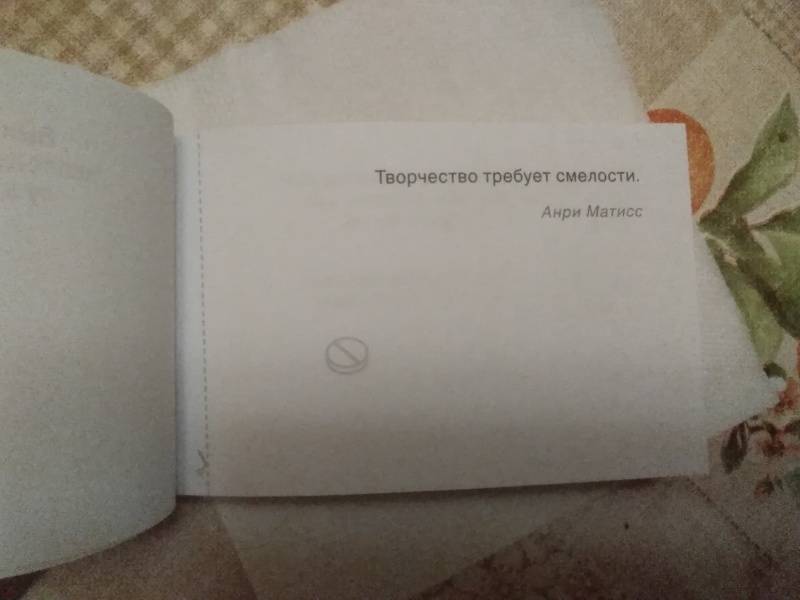 Творчество требует смелости.
Анри Матисс